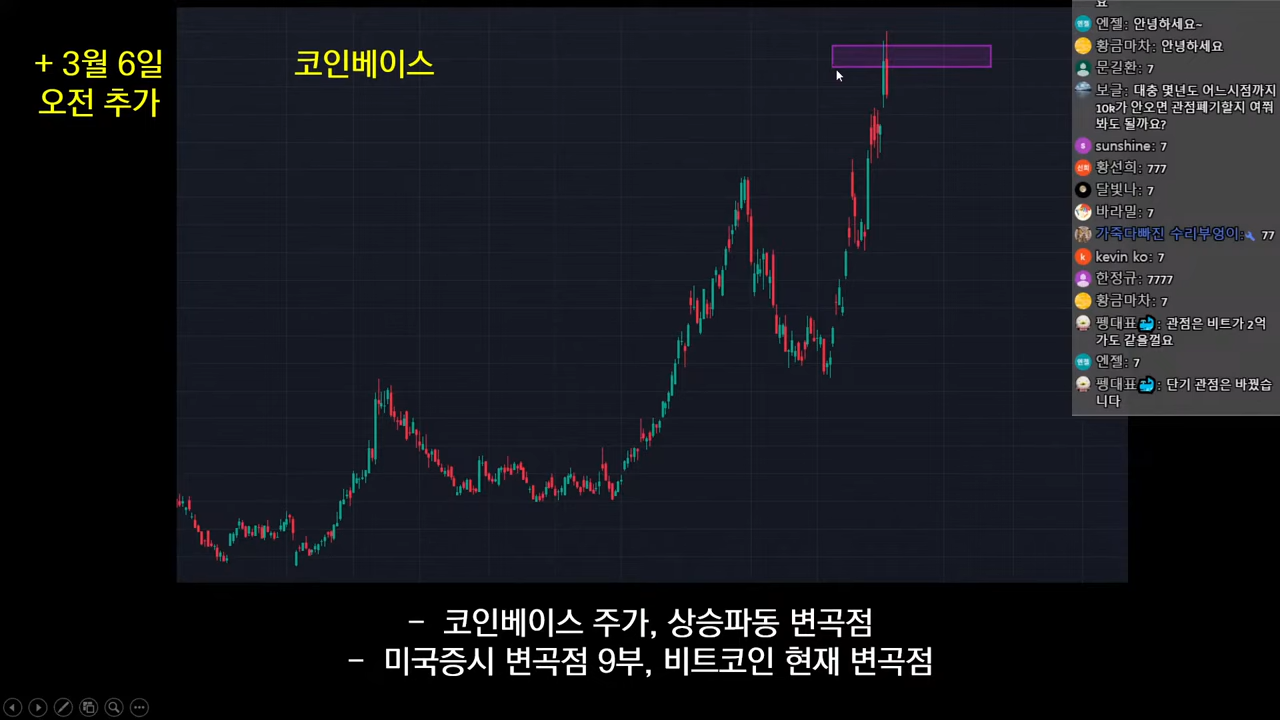 + 3월 6일
오전 추가
코인베이스
요
엔젤: 안녕하세요~
황금마차: 안녕하세요
문길환: 7
보글: 대충 몇년도 어느시점까지
10k가 안오면 관점폐기할지 여쭤
봐도 될까요?
s sunshine: 7
황선희: 777
달빛나: 7
바라밀: 7
가죽다빠진 수리부엉이: 77
k kevin ko: 7
한정규: 7777
황금마차: 7
펭대표: 관점은 비트가 2억
가도 같을껄요
엔젤: 7
펭대표: 단기 관점은 바꿨습
니다
- 코인베이스 주가, 상승파동 변곡점
- 미국증시 변곡점 9부, 비트코인 현재 변곡점